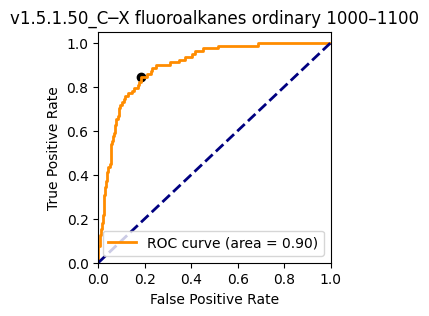 v1.5.1.50_C─X fluoroalkanes ordinary 1000–1100
True Positive Rate
1.0
0.8
0.6
0.4
0.2
0.0
ROC curve (area = 0.90)
0.0 0.2 0.4 0.6 0.8 1.0
False Positive Rate